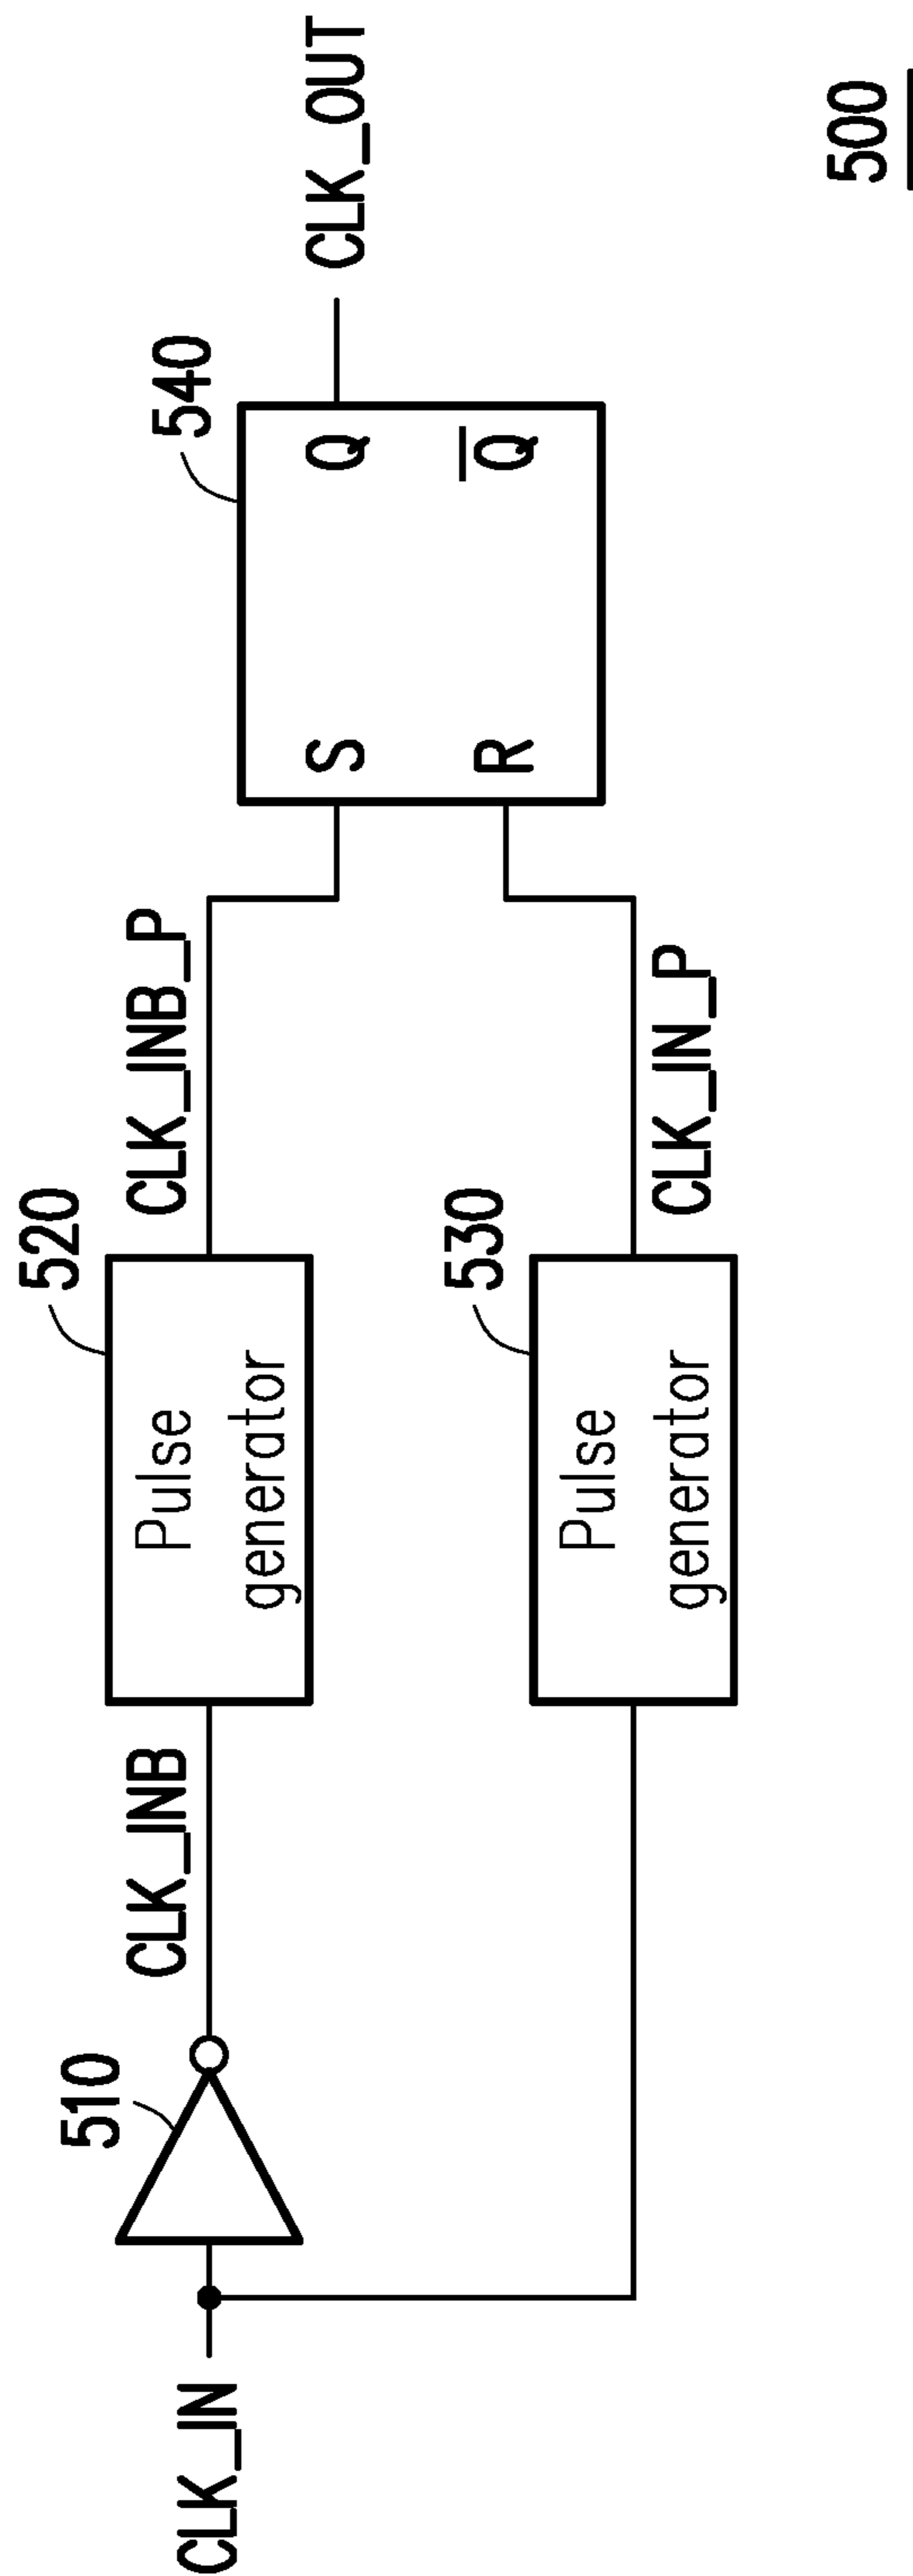 510
520
540
CLK_IN
CLK_INB
Pulse
generator
CLK_INB_P
S
Q
CLK_OUT
R
Q̅
530
Pulse
generator
CLK_IN_P
500